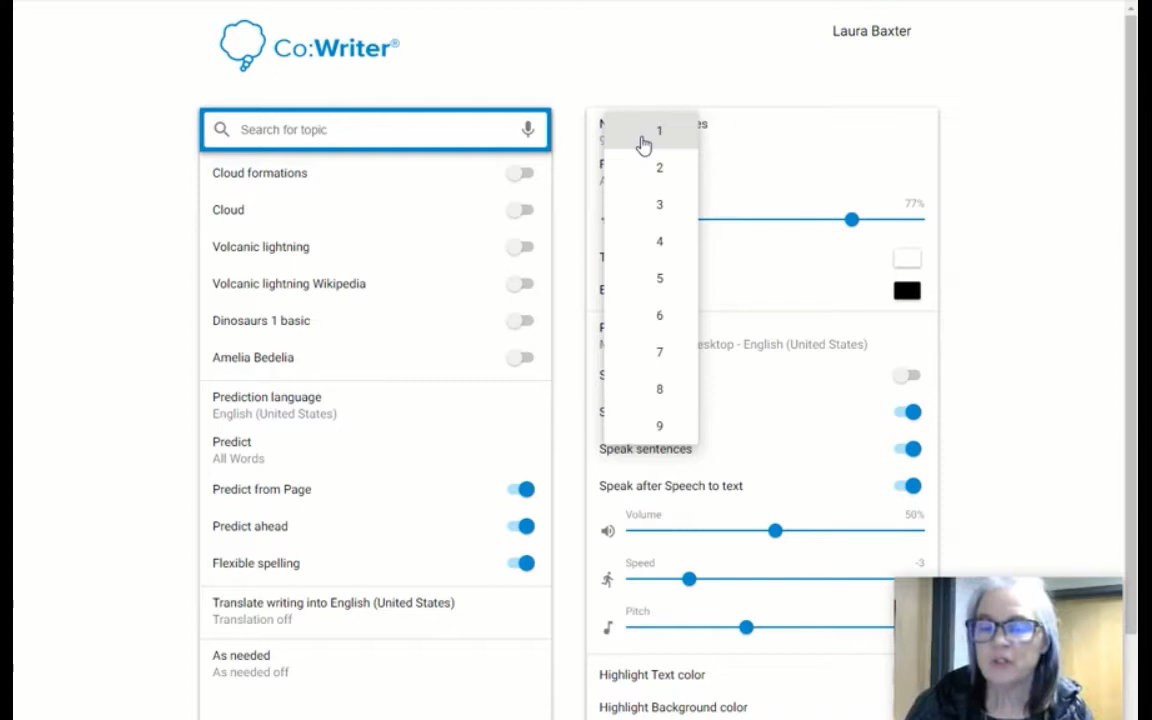 Co:Writer®
Laura Baxter
Search for topic
Cloud formations
Cloud
Volcanic lightning
Volcanic lightning Wikipedia
Dinosaurs 1 basic
Amelia Bedelia
Prediction language
English (United States)
Predict
All Words
Predict from Page
Predict ahead
Flexible spelling
Translate writing into English (United States)
Translation off
As needed
As needed off
1
2
3
4
5
6
7
8
9
77%
English (United States)
Speak sentences
Speak after Speech to text
Volume
50%
Speed
-3
Pitch
Highlight Text color
Highlight Background color